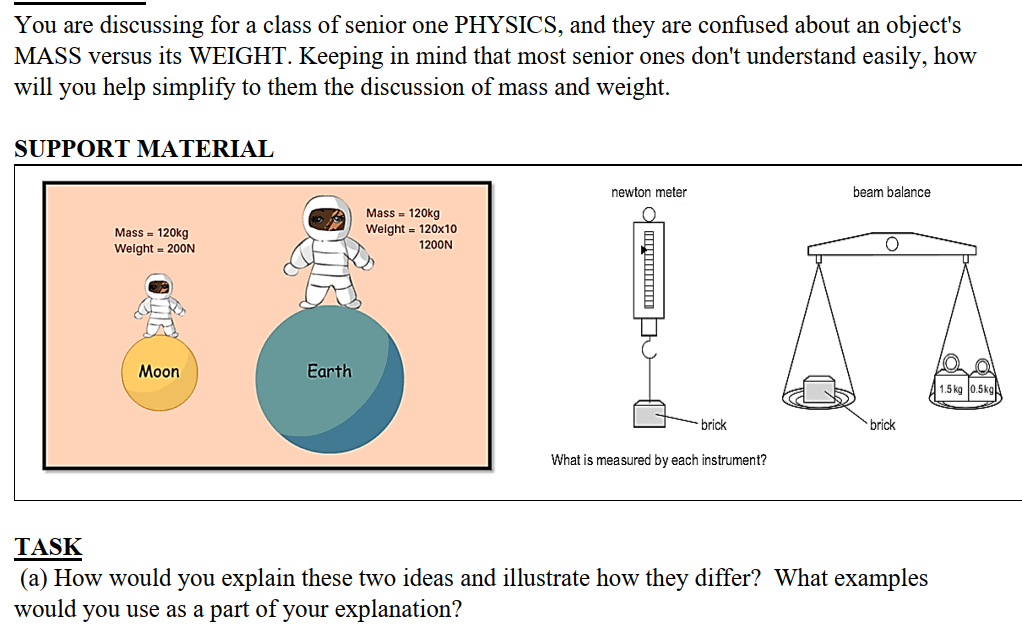 You are discussing for a class of senior one PHYSICS, and they are confused about an object's
MASS versus its WEIGHT. Keeping in mind that most senior ones don't understand easily, how
will you help simplify to them the discussion of mass and weight.
SUPPORT MATERIAL
Mass = 120kg
Weight = 200N
Mass = 120kg
Weight = 120x10
1200N
Moon
Earth
newton meter
beam balance
1.5 kg
0.5kg
brick
brick
What is measured by each instrument?
TASK
(a) How would you explain these two ideas and illustrate how they differ? What examples
would you use as a part of your explanation?